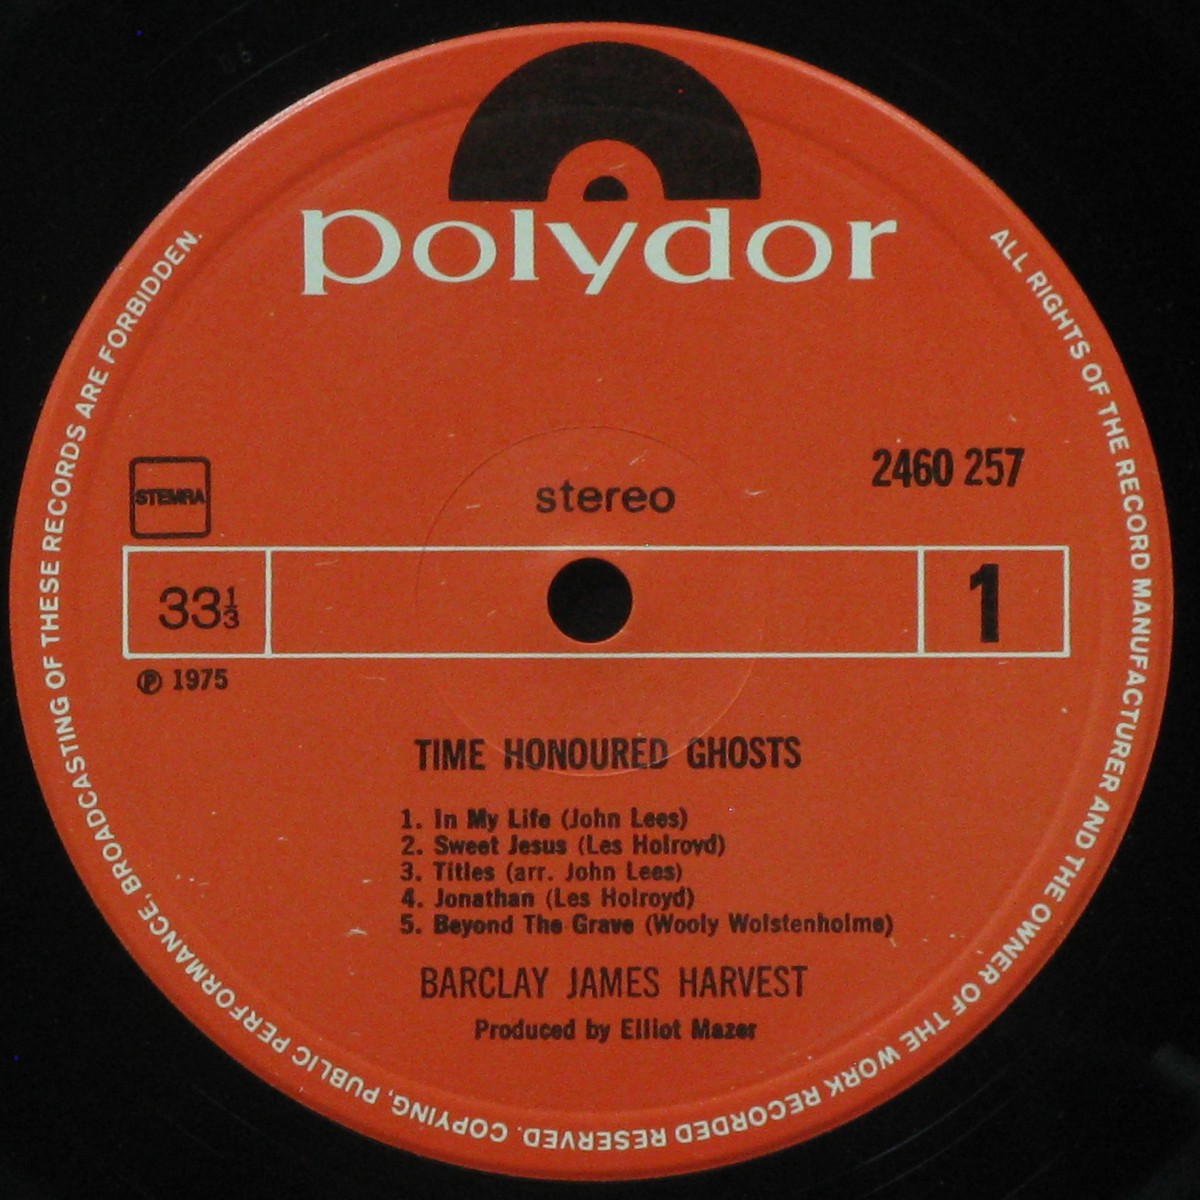 polydor
2460 257
STEMRA
stereo
33⅓
1
℗ 1975
TIME HONOURED GHOSTS
1. In My Life (John Lees)
2. Sweet Jesus (Les Holroyd)
3. Titles (arr. John Lees)
4. Jonathan (Les Holroyd)
5. Beyond The Grave (Wooly Wolstenholme)
BARCLAY JAMES HARVEST
Produced by Elliot Mazer
ALL RIGHTS OF THE RECORD MANUFACTURER AND THE OWNER OF THE WORK RECORDED RESERVED. COPYING, PUBLIC PERFORMANCE, BROADCASTING OF THESE RECORDS ARE FORBIDDEN.